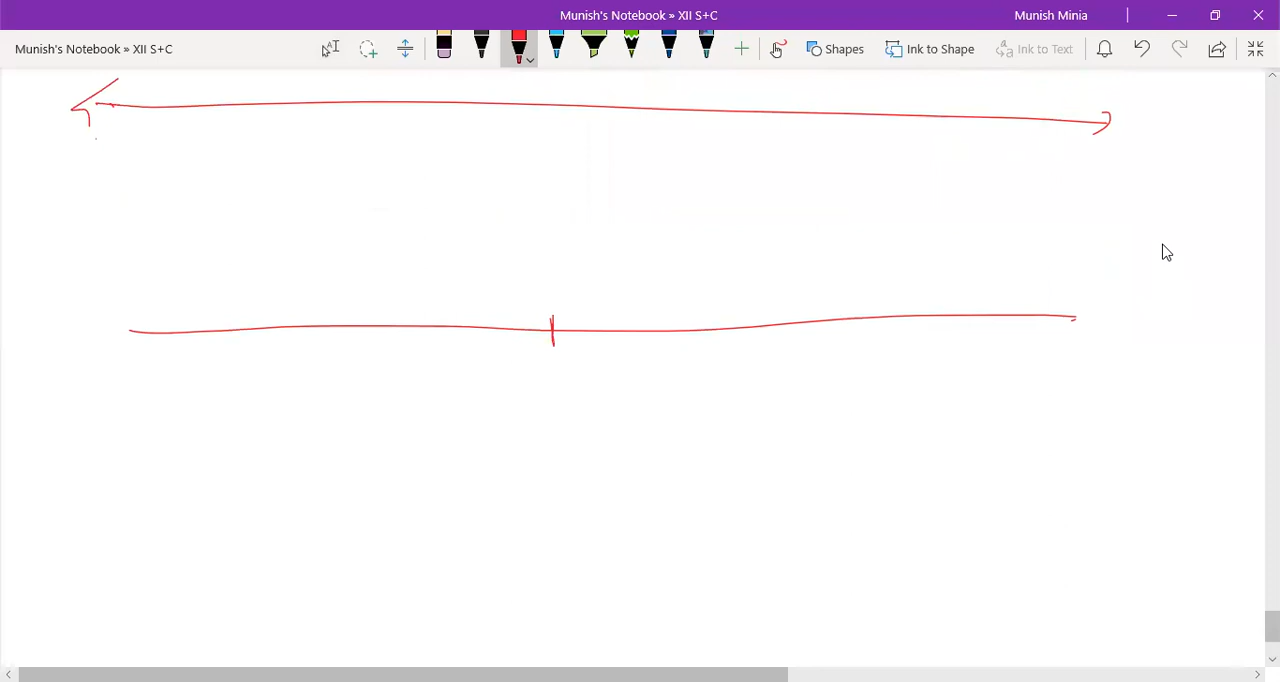 Munish's Notebook » XII S+C
Munish Minia
Munish's Notebook » XII S+C
Shapes
Ink to Shape
Ink to Text